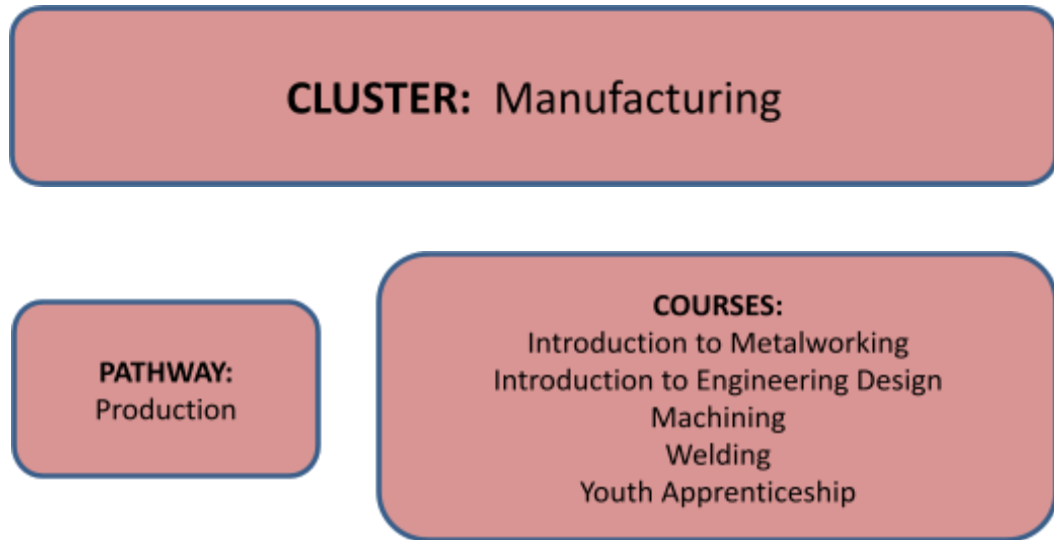 CLUSTER: Manufacturing
PATHWAY:
Production
COURSES:
Introduction to Metalworking
Introduction to Engineering Design
Machining
Welding
Youth Apprenticeship